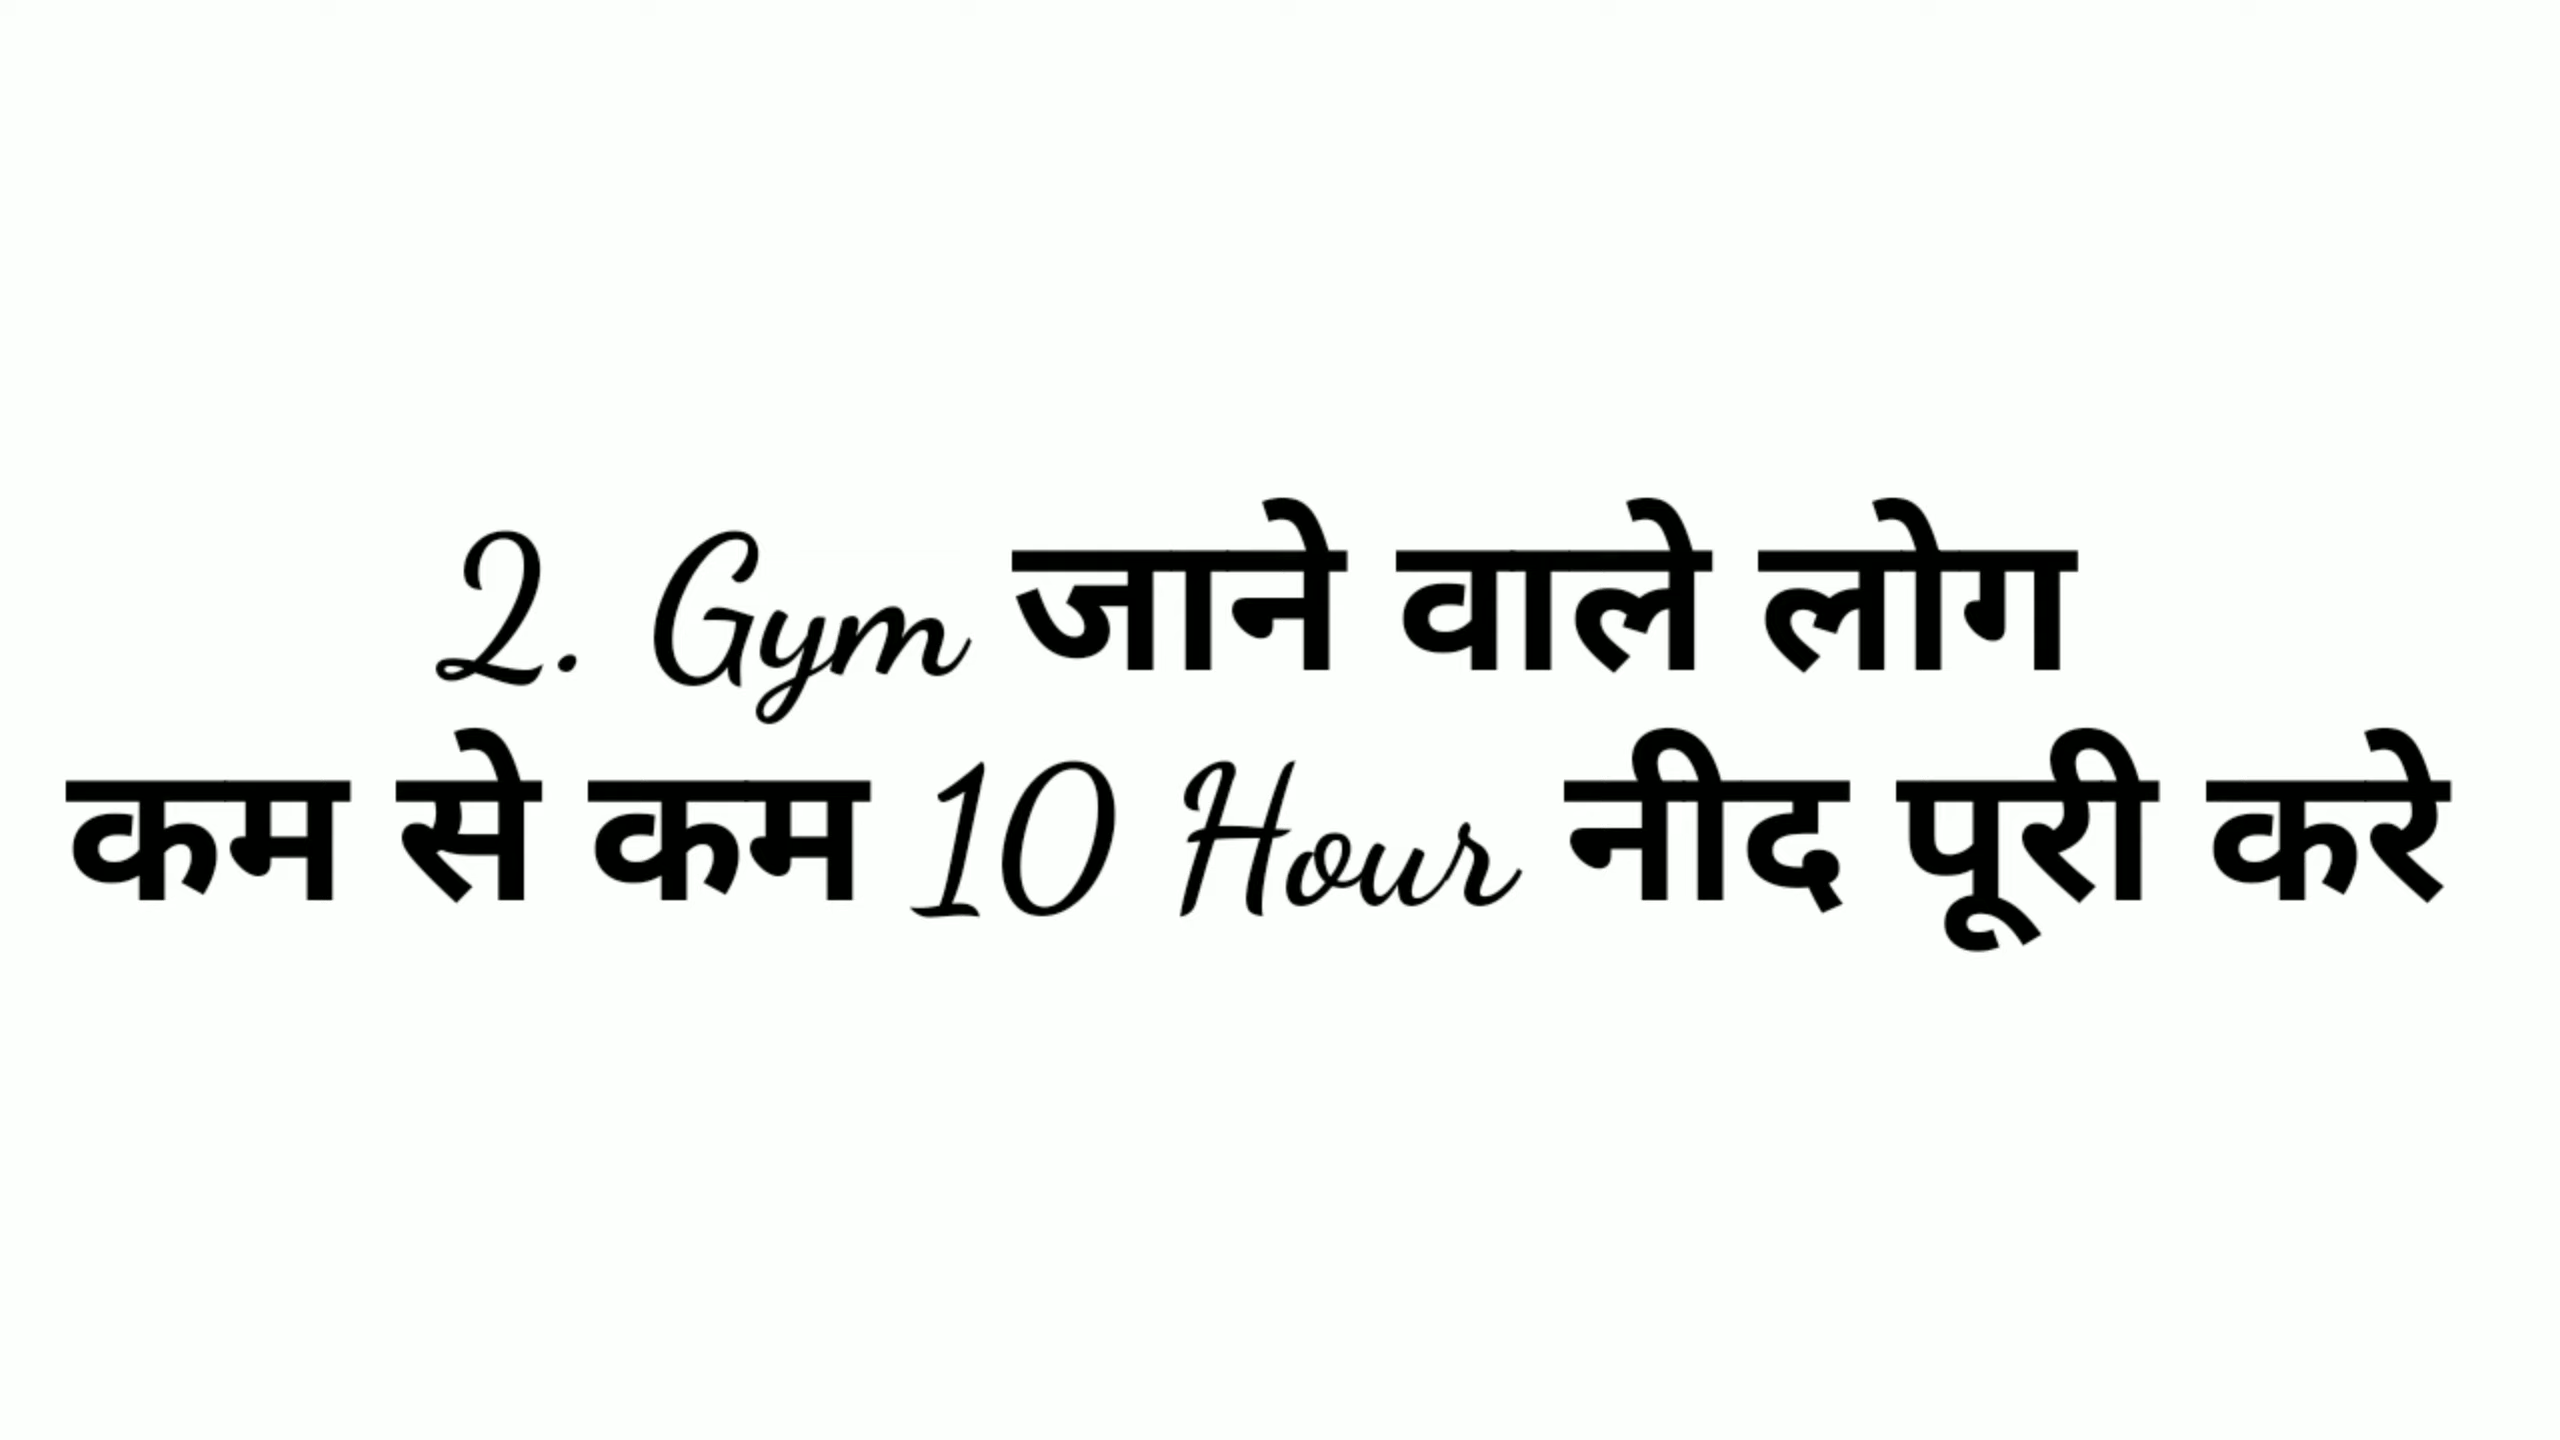 2. Gym जाने वाले लोग
कम से कम 10 Hour नीद पूरी करे